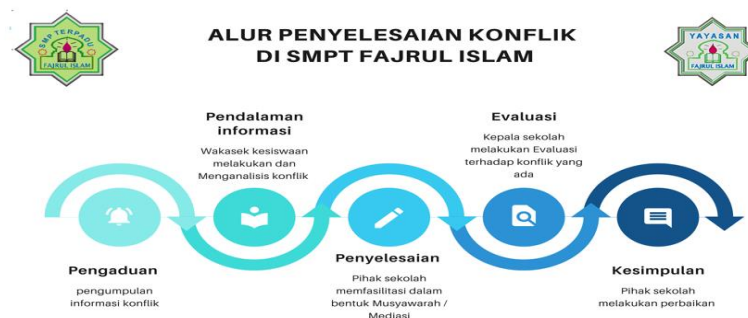 SMP TERPADU
FAJRUL ISLAM
ALUR PENYELESAIAN KONFLIK
DI SMPT FAJRUL ISLAM
YAYASAN
FAJRUL ISLAM
Pendalaman
informasi
Wakasek kesiswaan
melakukan dan
Menganalisis konflik
Evaluasi
Kepala sekolah
melakukan Evaluasi
terhadap konflik yang
ada
Pengaduan
pengumpulan
informasi konflik
Penyelesaian
Pihak sekolah
memfasilitasi dalam
bentuk Musyawarah /
Mediasi
Kesimpulan
Pihak sekolah
melakukan perbaikan